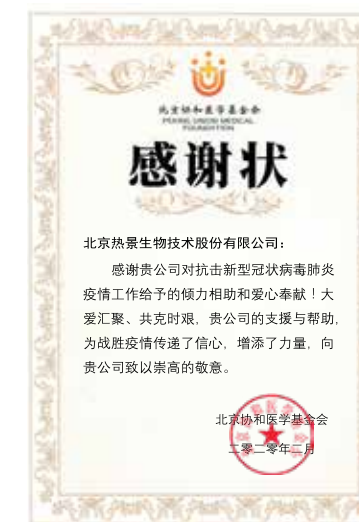 北京协和医学基金会
PEKING UNION MEDICAL
FOUNDATION
感谢状
北京热景生物技术股份有限公司：
感谢贵公司对抗击新型冠状病毒肺炎
疫情工作给予的倾力相助和爱心奉献！大
爱汇聚、共克时艰，贵公司的支援与帮助，
为战胜疫情传递了信心，增添了力量，向
贵公司致以崇高的敬意。
北京协和医学基金会
二零二零年二月